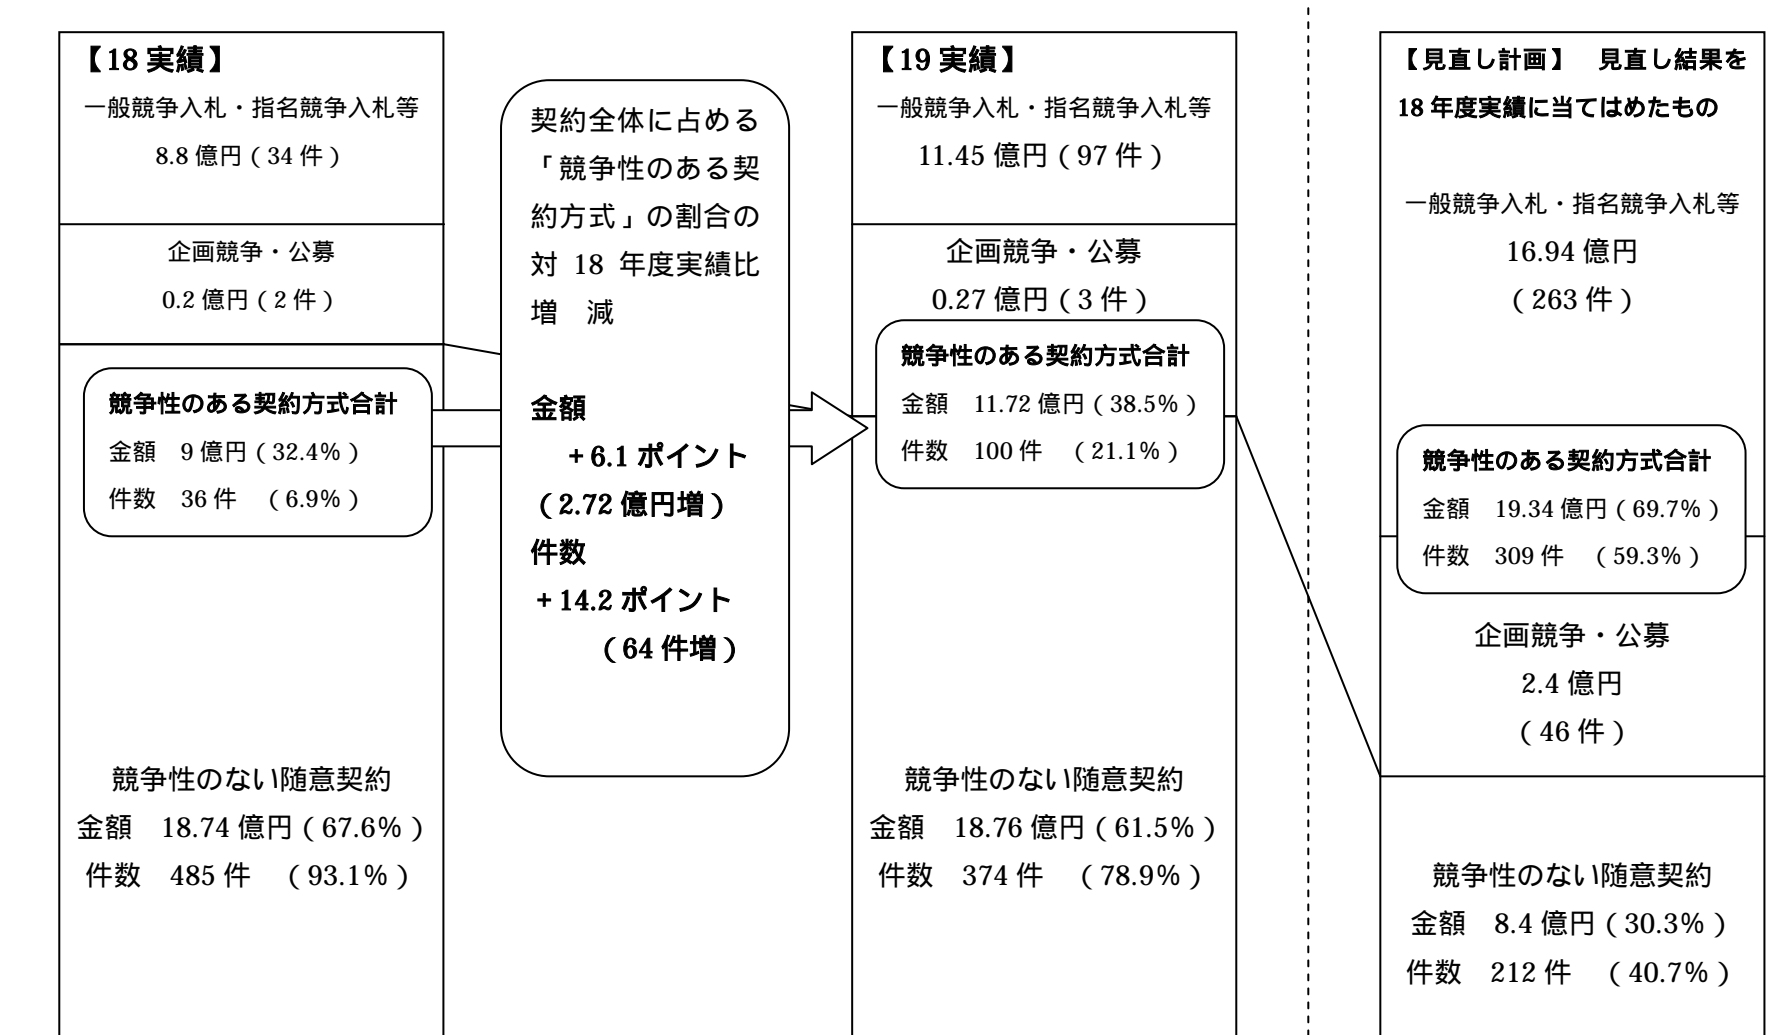 【18 実績】
一般競争入札・指名競争入札等
8.8 億円（34 件）
企画競争・公募
0.2 億円（2 件）
競争性のある契約方式合計
金額　9 億円（32.4%）
件数　36 件　（6.9%）
競争性のない随意契約
金額　18.74 億円（67.6%）
件数　485 件　（93.1%）
契約全体に占める
「競争性のある契
約方式」の割合の
対 18 年度実績比
増　減
金額
+6.1 ポイント
（2.72 億円増）
件数
+14.2 ポイント
（64 件増）
【19 実績】
一般競争入札・指名競争入札等
11.45 億円（97 件）
企画競争・公募
0.27 億円（3 件）
競争性のある契約方式合計
金額　11.72 億円（38.5%）
件数　100 件　（21.1%）
競争性のない随意契約
金額　18.76 億円（61.5%）
件数　374 件　（78.9%）
【見直し計画】　見直し結果を
18 年度実績に当てはめたもの
一般競争入札・指名競争入札等
16.94 億円
（263 件）
競争性のある契約方式合計
金額　19.34 億円（69.7%）
件数　309 件　（59.3%）
企画競争・公募
2.4 億円
（46 件）
競争性のない随意契約
金額　8.4 億円（30.3%）
件数　212 件　（40.7%）